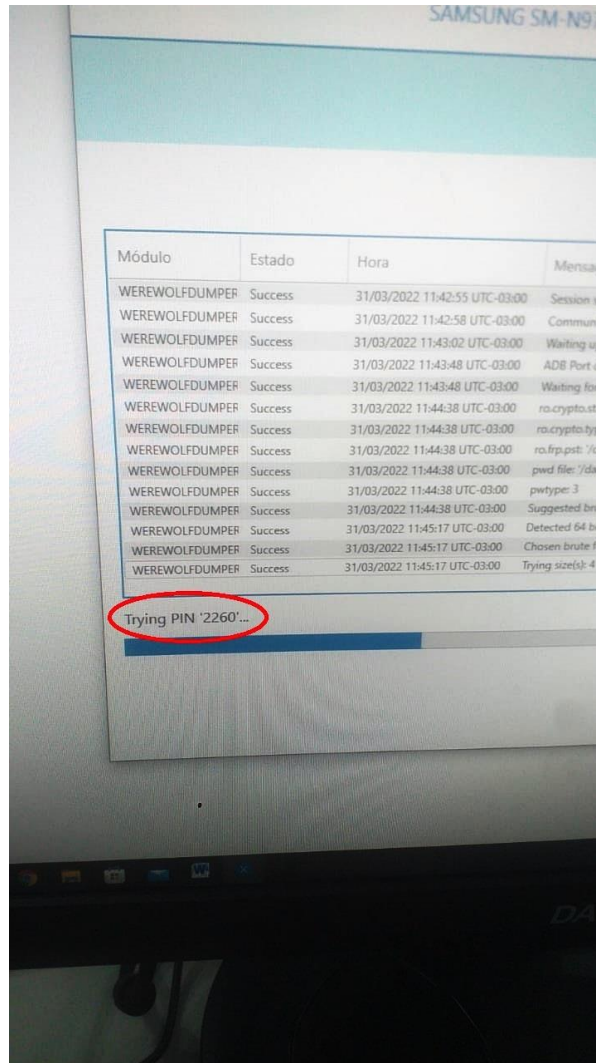 SAMSUNG SM-N97
Módulo Estado Hora
WEREWOLFDUMPER Success 31/03/2022 11:42:55 UTC-03:00 Session
WEREWOLFDUMPER Success 31/03/2022 11:42:58 UTC-03:00 Commun
WEREWOLFDUMPER Success 31/03/2022 11:43:02 UTC-03:00 Waiting u
WEREWOLFDUMPER Success 31/03/2022 11:43:48 UTC-03:00 ADB Port
WEREWOLFDUMPER Success 31/03/2022 11:43:48 UTC-03:00 Waiting for
WEREWOLFDUMPER Success 31/03/2022 11:44:38 UTC-03:00 ro.crypto.st
WEREWOLFDUMPER Success 31/03/2022 11:44:38 UTC-03:00 ro.crypto.ty
WEREWOLFDUMPER Success 31/03/2022 11:44:38 UTC-03:00 ro.frp.pst: '/d
WEREWOLFDUMPER Success 31/03/2022 11:44:38 UTC-03:00 pwd file: '/da
WEREWOLFDUMPER Success 31/03/2022 11:44:38 UTC-03:00 pwtype: 3
WEREWOLFDUMPER Success 31/03/2022 11:44:38 UTC-03:00 Suggested bru
WEREWOLFDUMPER Success 31/03/2022 11:45:17 UTC-03:00 Detected 64 b
WEREWOLFDUMPER Success 31/03/2022 11:45:17 UTC-03:00 Chosen brute f
WEREWOLFDUMPER Success 31/03/2022 11:45:17 UTC-03:00 Trying size(s): 4
Trying PIN '2260'...
W
DA